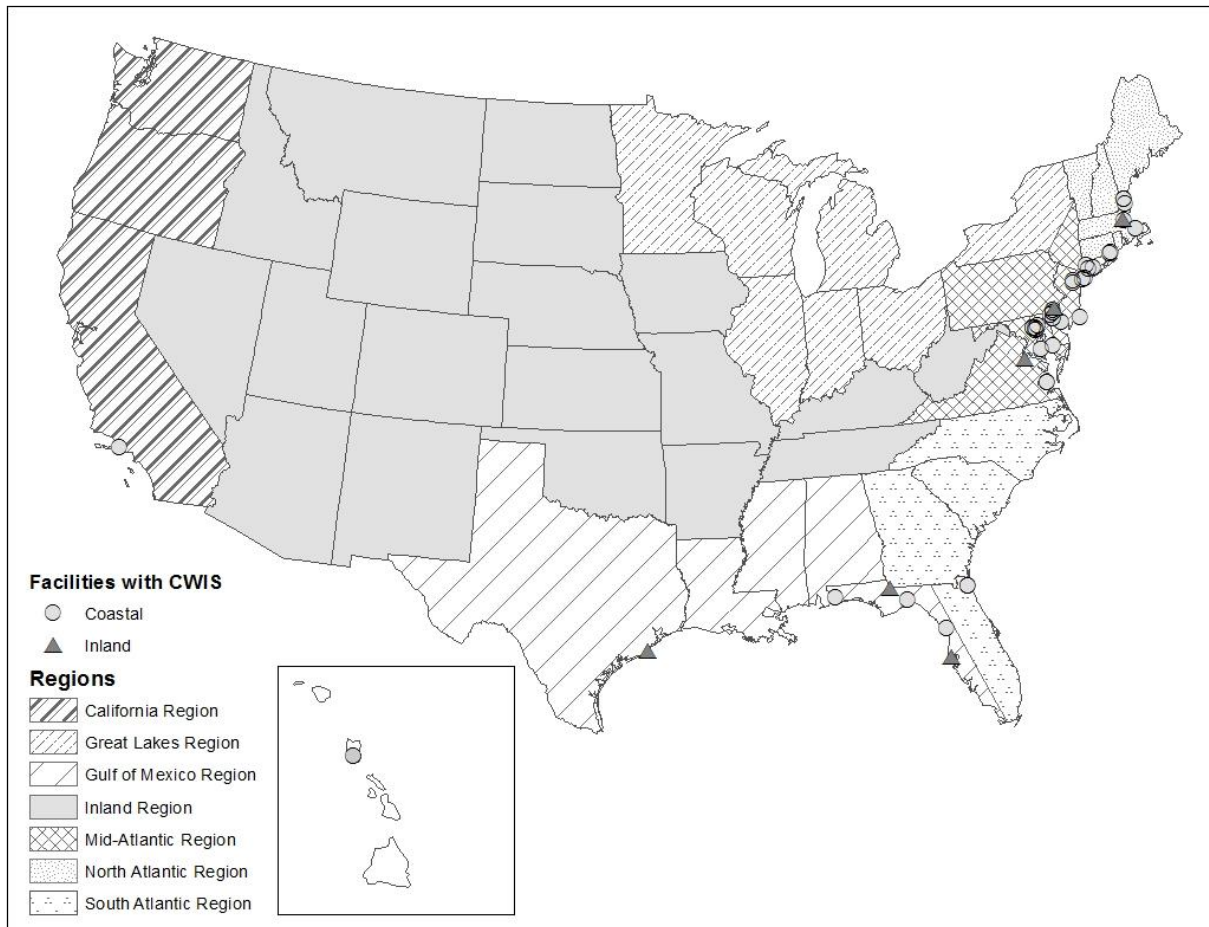 Facilities with CWIS
Coastal
Inland
Regions
California Region
Great Lakes Region
Gulf of Mexico Region
Inland Region
Mid-Atlantic Region
North Atlantic Region
South Atlantic Region